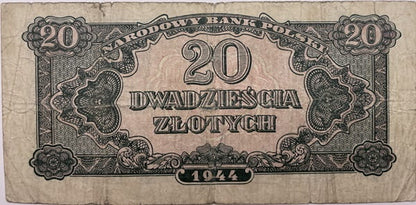 20 NARODOWY BANK POLSKI 20
20
DWADZIEŚCIA
ZŁOTYCH
1944